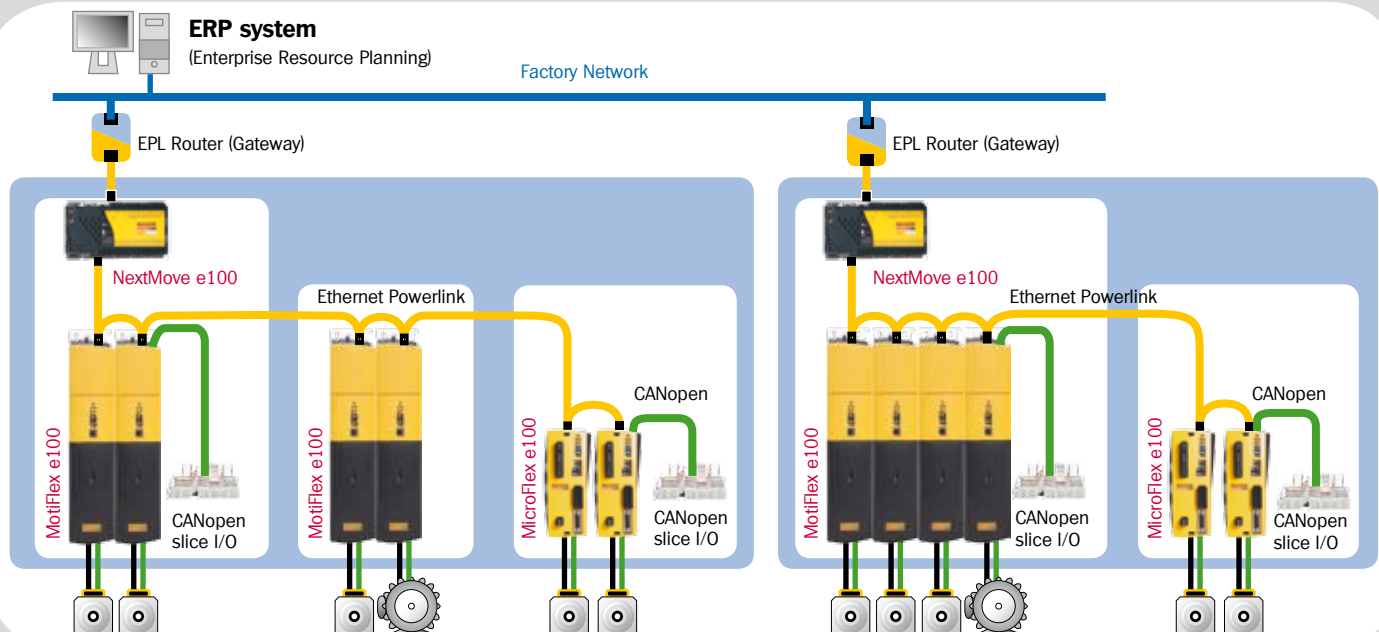 ERP system
(Enterprise Resource Planning)
Factory Network
EPL Router (Gateway)
EPL Router (Gateway)
NextMove e100
Ethernet Powerlink
MotiFlex e100
CANopen
slice I/O
MotiFlex e100
MicroFlex e100
CANopen
CANopen
slice I/O
NextMove e100
Ethernet Powerlink
MotiFlex e100
CANopen
slice I/O
MicroFlex e100
CANopen
CANopen
slice I/O